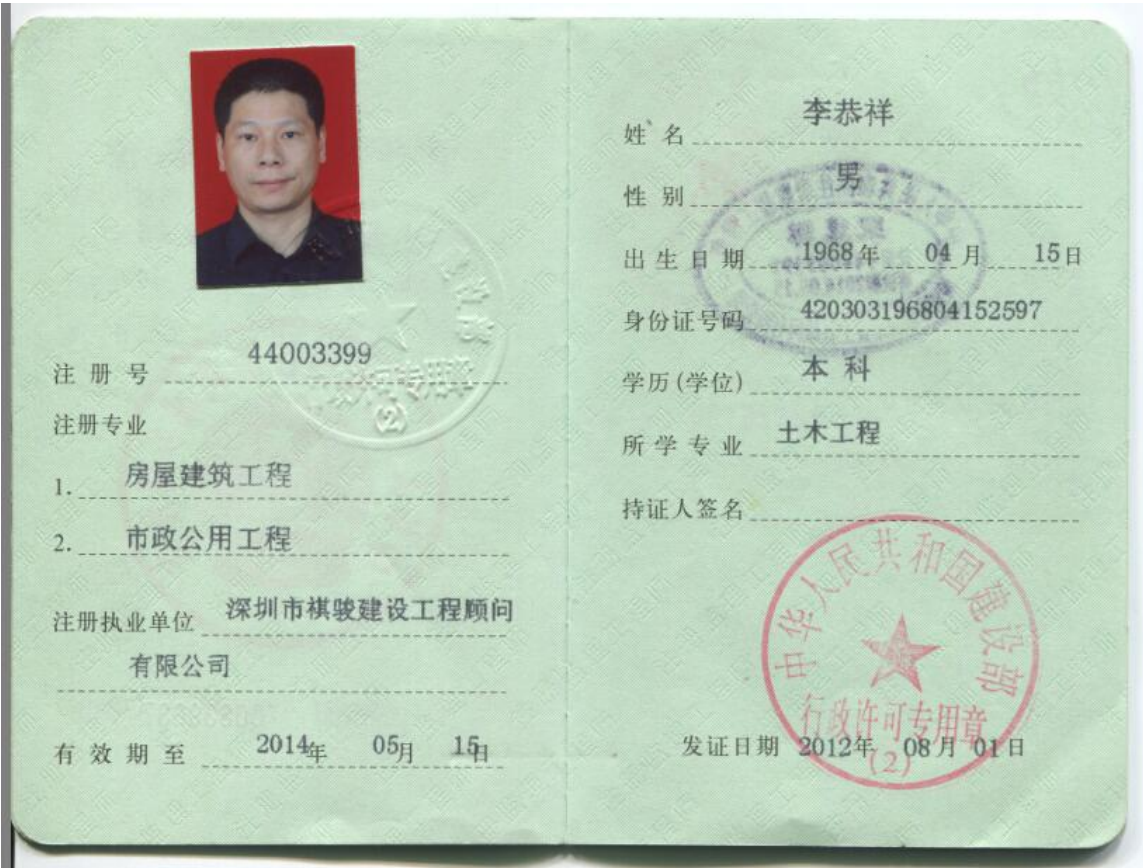 注册号 44003399
注册专业
1. 房屋建筑工程
2. 市政公用工程
注册执业单位 深圳市祺骏建设工程顾问
有限公司
有效期至 2014年 05月 15日
姓名 李恭祥
性别 男
出生日期 1968年 04月 15日
身份证号码 420303196804152597
学历(学位) 本科
所学专业 土木工程
持证人签名
中华人民共和国建设部
行政许可专用章
(2)
发证日期 2012年 08月 01日